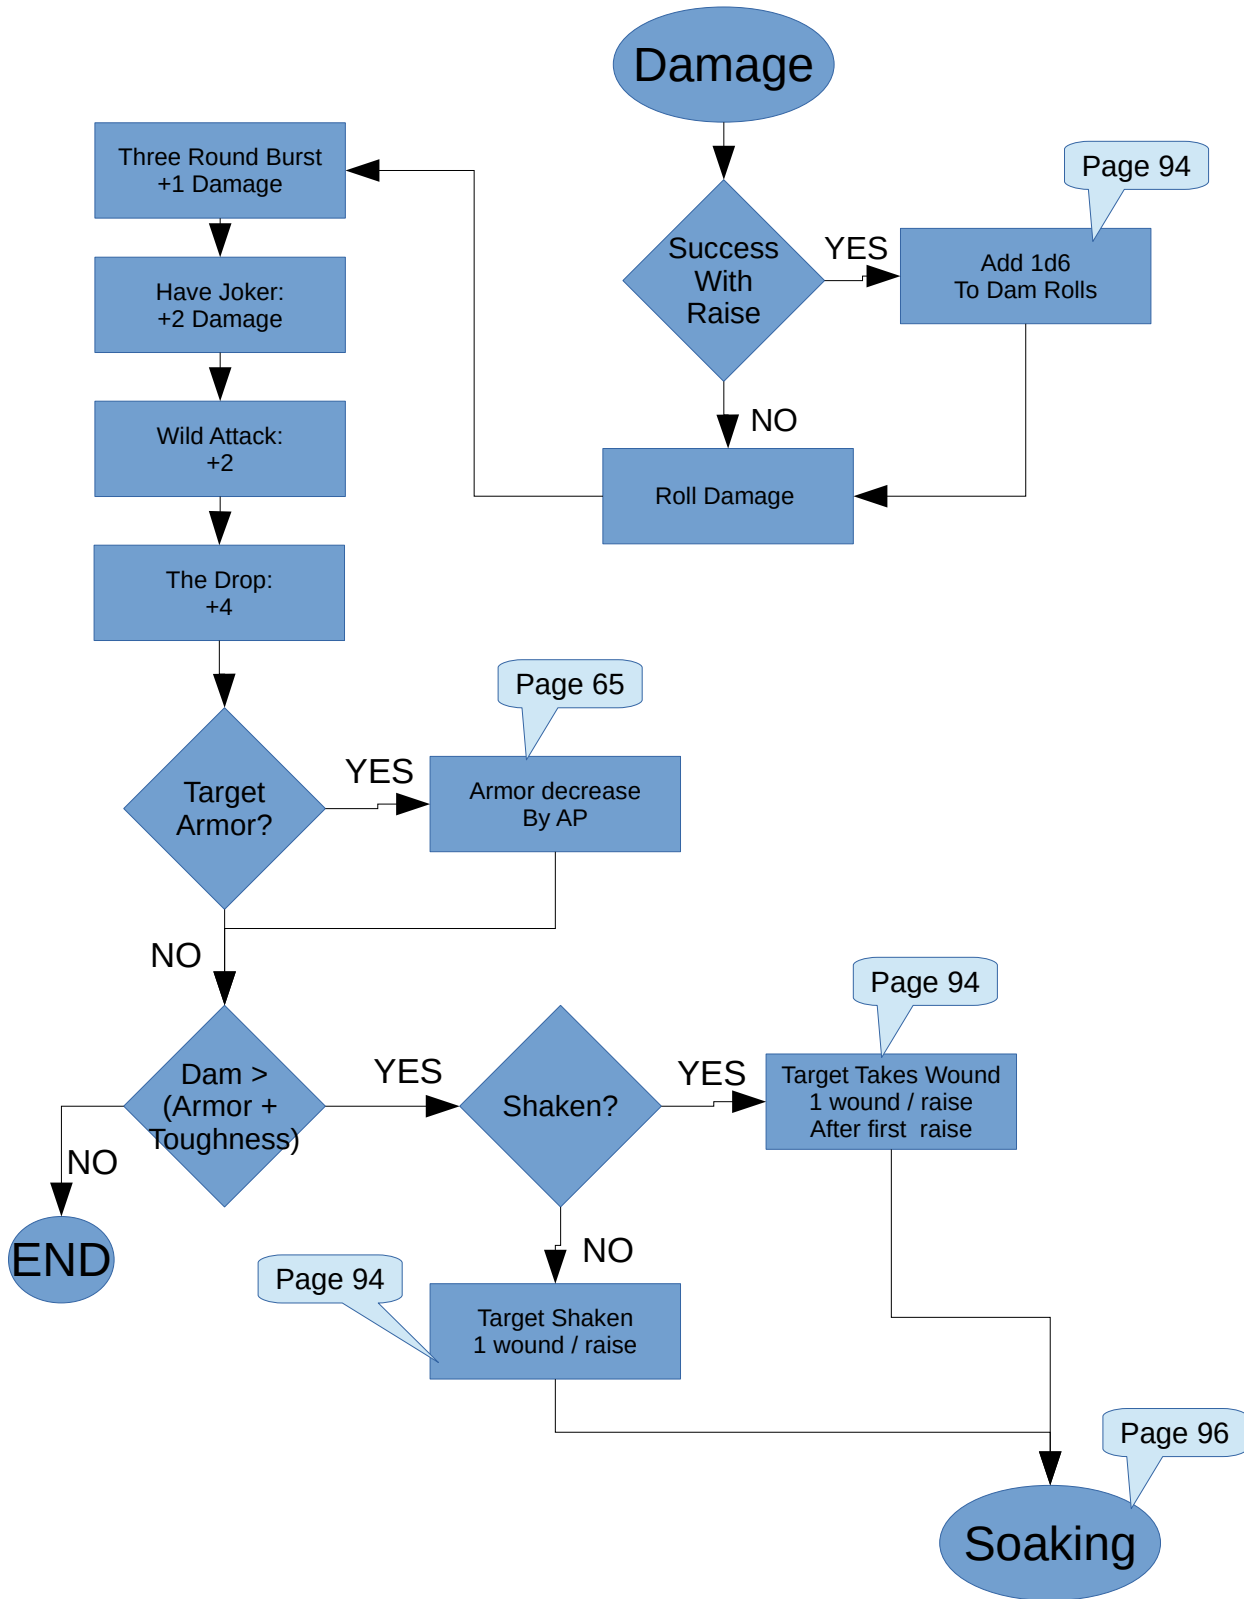 Damage
Page 94
Success
With
Raise
YES
Add 1d6
To Dam Rolls
NO
Roll Damage
Three Round Burst
+1 Damage
Have Joker:
+2 Damage
Wild Attack:
+2
The Drop:
+4
Target
Armor?
YES
Page 65
Armor decrease
By AP
NO
Dam >
(Armor +
Toughness)
NO
END
YES
Shaken?
YES
Page 94
Target Takes Wound
1 wound / raise
After first raise
NO
Page 94
Target Shaken
1 wound / raise
Page 96
Soaking